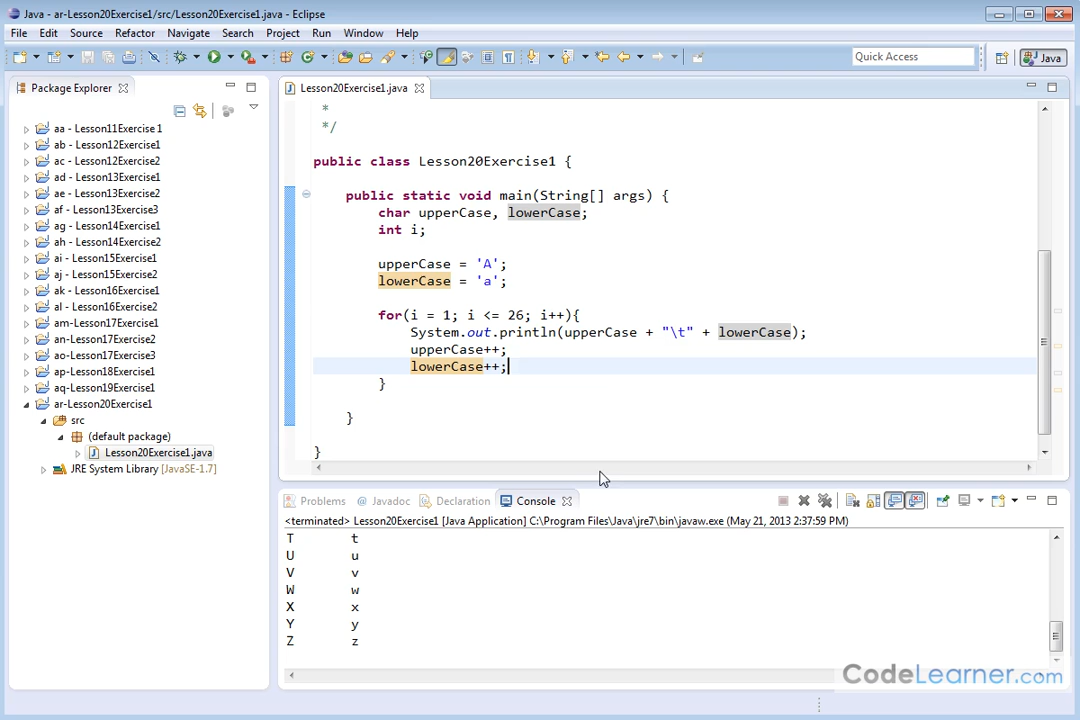 Java - ar-Lesson20Exercise1/src/Lesson20Exercise1.java - Eclipse
File Edit Source Refactor Navigate Search Project Run Window Help
Quick Access
Java
Package Explorer
aa - Lesson11Exercise1
ab - Lesson12Exercise1
ac - Lesson12Exercise2
ad - Lesson13Exercise1
ae - Lesson13Exercise2
af - Lesson13Exercise3
ag - Lesson14Exercise1
ah - Lesson14Exercise2
ai - Lesson15Exercise1
aj - Lesson15Exercise2
ak - Lesson16Exercise1
al - Lesson16Exercise2
am-Lesson17Exercise1
an-Lesson17Exercise2
ao-Lesson17Exercise3
ap-Lesson18Exercise1
aq-Lesson19Exercise1
ar-Lesson20Exercise1
src
(default package)
Lesson20Exercise1.java
JRE System Library [JavaSE-1.7]
Lesson20Exercise1.java
*
*/
public class Lesson20Exercise1 {
public static void main(String[] args) {
char upperCase, lowerCase;
int i;
upperCase = 'A';
lowerCase = 'a';
for(i = 1; i <= 26; i++){
System.out.println(upperCase + "\t" + lowerCase);
upperCase++;
lowerCase++;
}
}
}
Problems @ Javadoc Declaration Console
<terminated> Lesson20Exercise1 [Java Application] C:\Program Files\Java\jre7\bin\javaw.exe (May 21, 2013 2:37:59 PM)
T t
U u
V v
W w
X x
Y y
Z z
CodeLearner.com